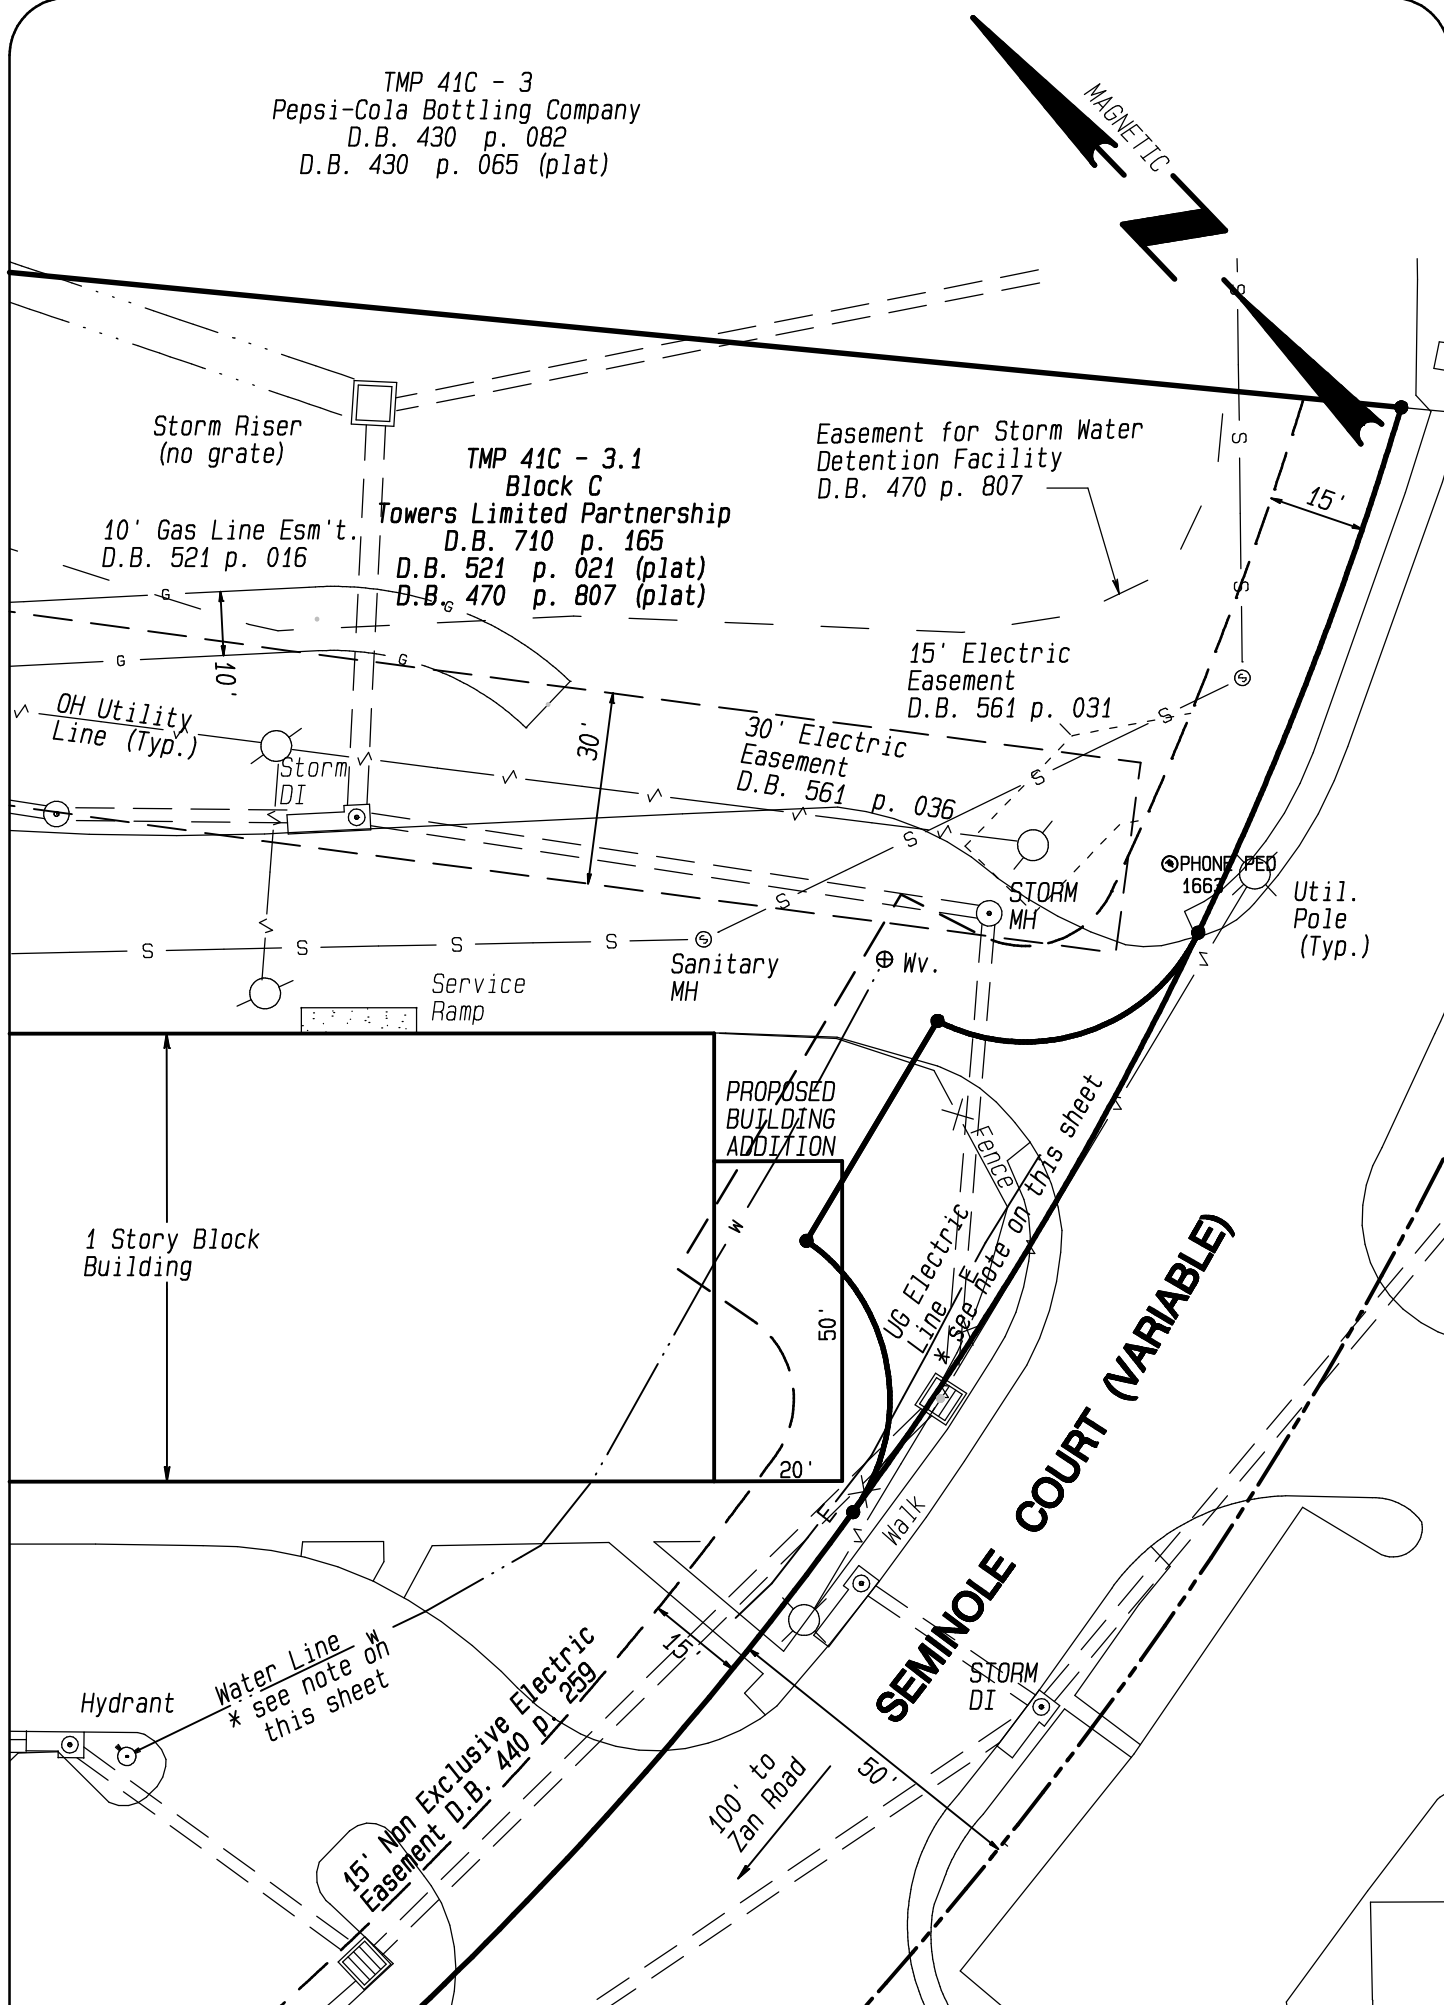 TMP 41C - 3
Pepsi-Cola Bottling Company
D.B. 430 p. 082
D.B. 430 p. 065 (plat)
MAGNETIC
Storm Riser
(no grate)
TMP 41C - 3.1
Block C
Towers Limited Partnership
D.B. 710 p. 165
D.B. 521 p. 021 (plat)
D.B. 470 p. 807 (plat)
Easement for Storm Water
Detention Facility
D.B. 470 p. 807
S
S
S
15'
10' Gas Line Esm't.
D.B. 521 p. 016
G
G
G
G
10'
OH Utility
Line (Typ.)
Storm
DI
30'
15' Electric
Easement
D.B. 561 p. 031
30' Electric
Easement
D.B. 561 p. 036
S
S
S
S
PHONE PED
1663
Util.
Pole
(Typ.)
STORM
MH
S
S
S
S
S
Sanitary
MH
Wv.
Service
Ramp
PROPOSED
BUILDING
ADDITION
Fence
1 Story Block
Building
W
50'
20'
UG Electric
Line
E
* see note on this sheet
E
Walk
SEMINOLE COURT (VARIABLE)
Water Line
W
* see note on
this sheet
Hydrant
15'
15' Non Exclusive Electric
Easement D.B. 440 p. 259
STORM
DI
50'
100' to
Zan Road